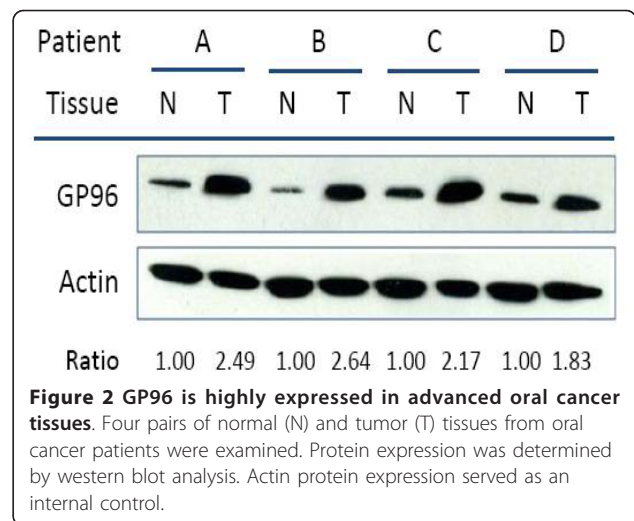 Patient A B C D
Tissue N T N T N T N T
GP96
Actin
Ratio 1.00 2.49 1.00 2.64 1.00 2.17 1.00 1.83
Figure 2 GP96 is highly expressed in advanced oral cancer
tissues. Four pairs of normal (N) and tumor (T) tissues from oral
cancer patients were examined. Protein expression was determined
by western blot analysis. Actin protein expression served as an
internal control.